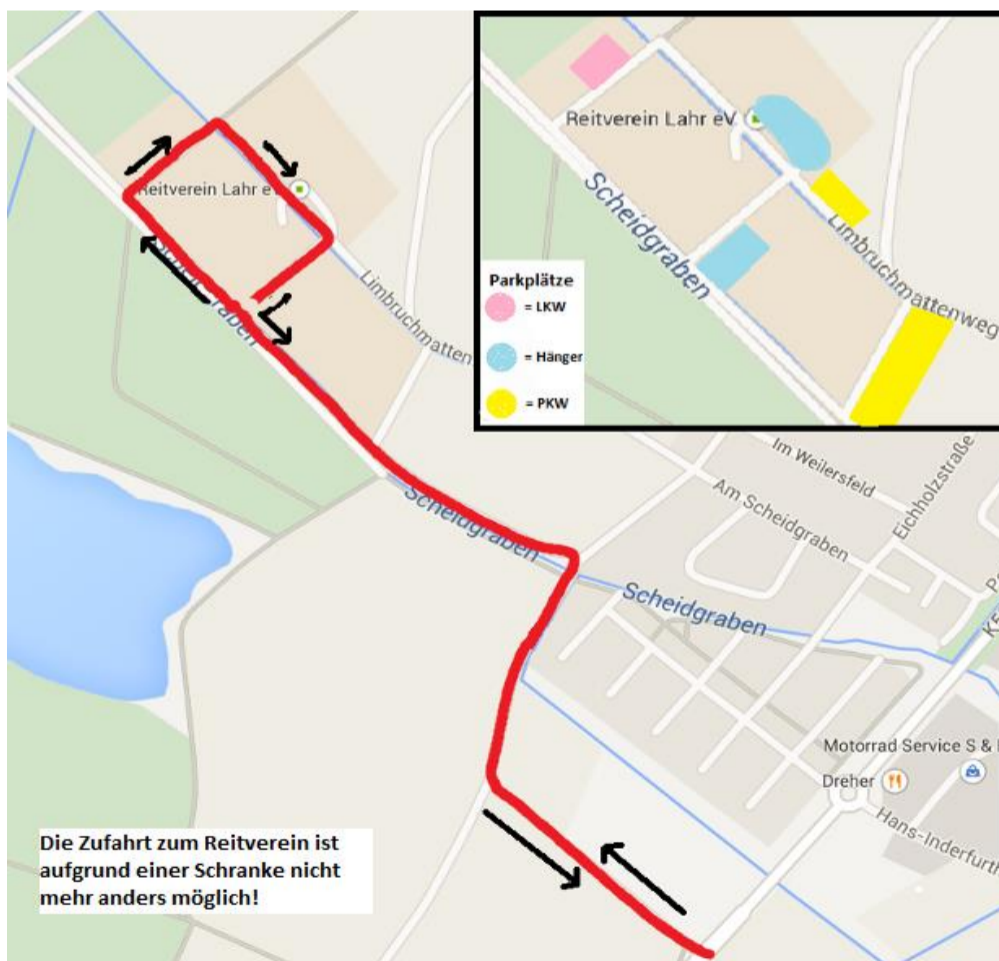 Reitverein Lahr eV
Scheidgraben
Limbruchmattenweg
Parkplätze
= LKW
= Hänger
= PKW
Reitverein Lahr e
Limbruchmatten
Im Weilersfeld
Am Scheidgraben
Eichholzstraße
Scheidgraben
Scheidgraben
Motorrad Service S &
Dreher
Hans-Inderfurth
Die Zufahrt zum Reitverein ist
aufgrund einer Schranke nicht
mehr anders möglich!